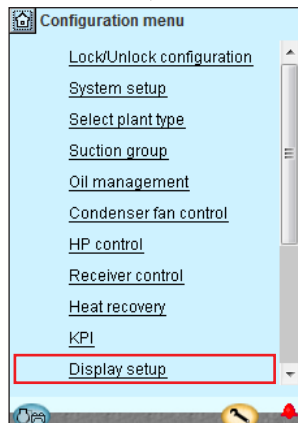 Configuration menu
Lock/Unlock configuration
System setup
Select plant type
Suction group
Oil management
Condenser fan control
HP control
Receiver control
Heat recovery
KPI
Display setup